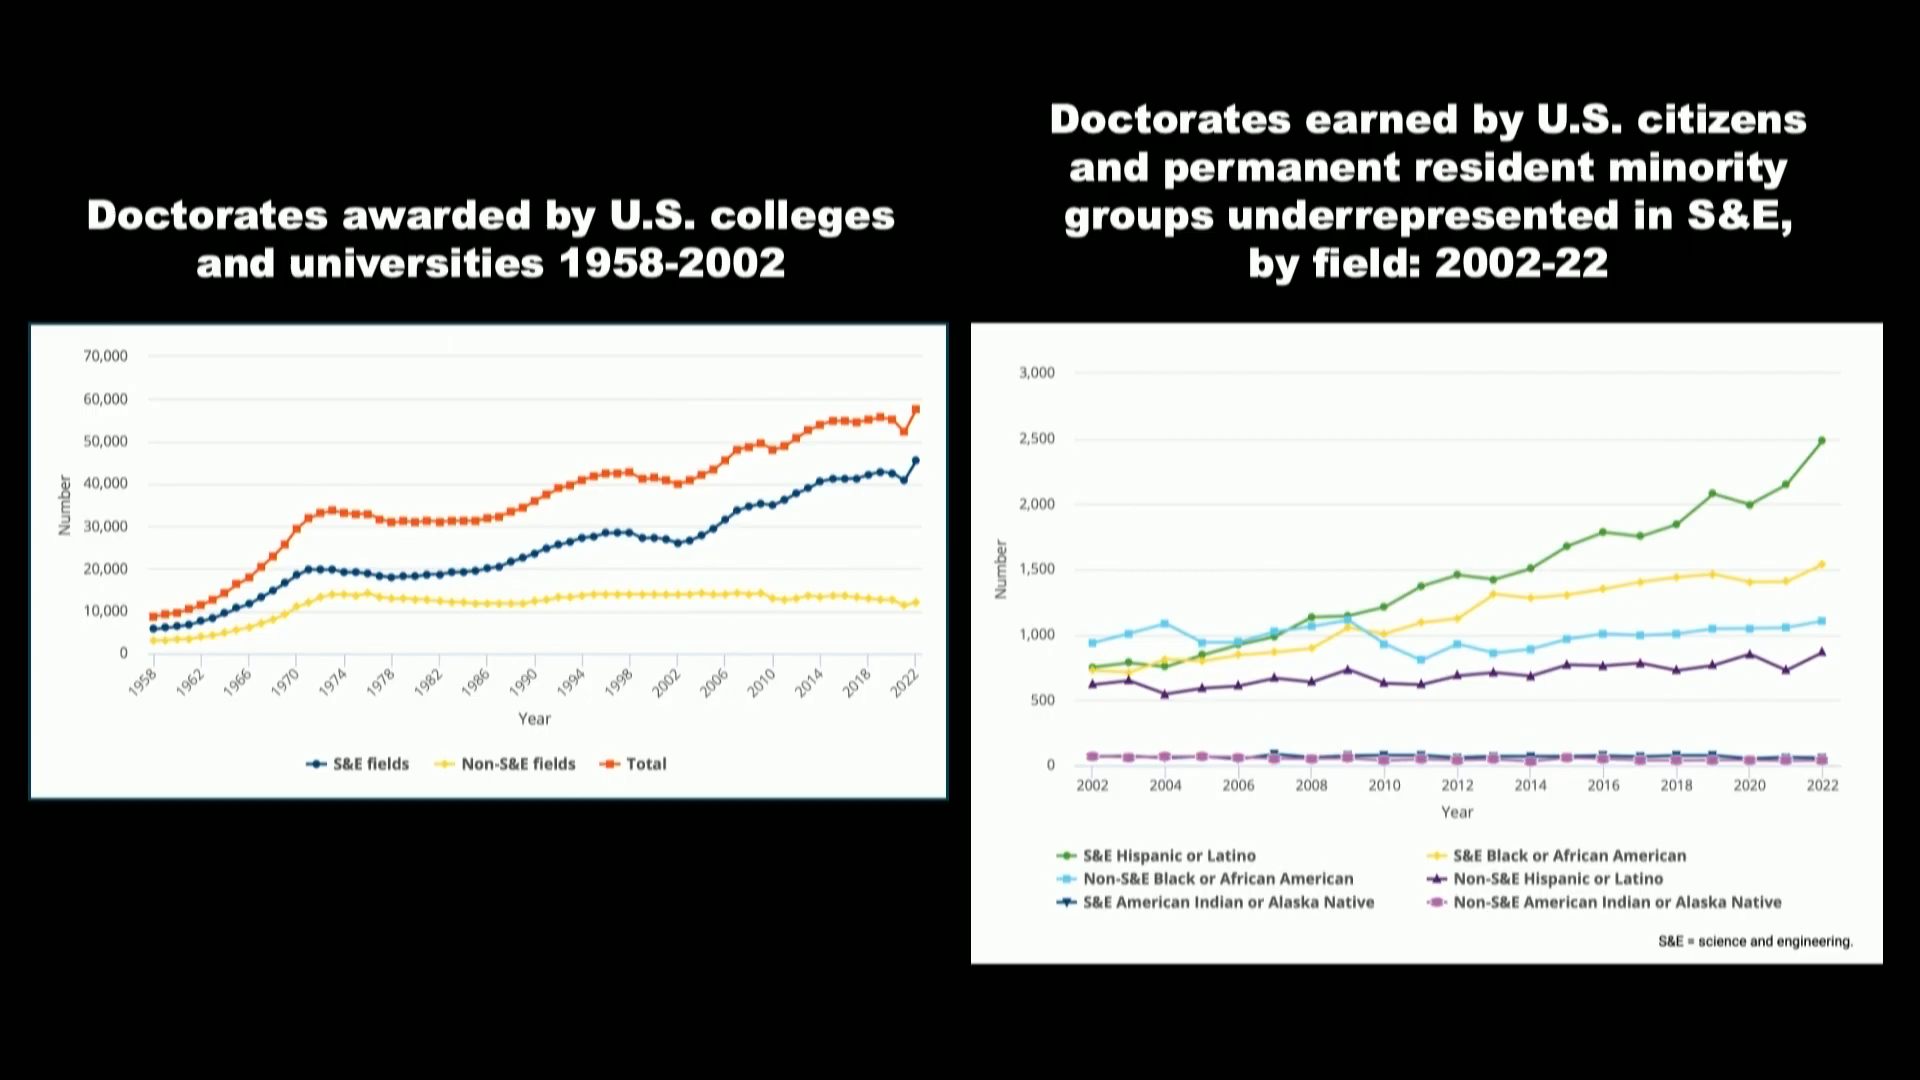 Doctorates awarded by U.S. colleges
and universities 1958-2002
70,000
60,000
50,000
40,000
30,000
20,000
10,000
0
Number
1958 1962 1966 1970 1974 1978 1982 1986 1990 1994 1998 2002 2006 2010 2014 2018 2022
Year
S&E fields Non-S&E fields Total
Doctorates earned by U.S. citizens
and permanent resident minority
groups underrepresented in S&E,
by field: 2002-22
3,000
2,500
2,000
1,500
1,000
500
0
Number
2002 2004 2006 2008 2010 2012 2014 2016 2018 2020 2022
Year
S&E Hispanic or Latino S&E Black or African American
Non-S&E Black or African American Non-S&E Hispanic or Latino
S&E American Indian or Alaska Native Non-S&E American Indian or Alaska Native
S&E = science and engineering.